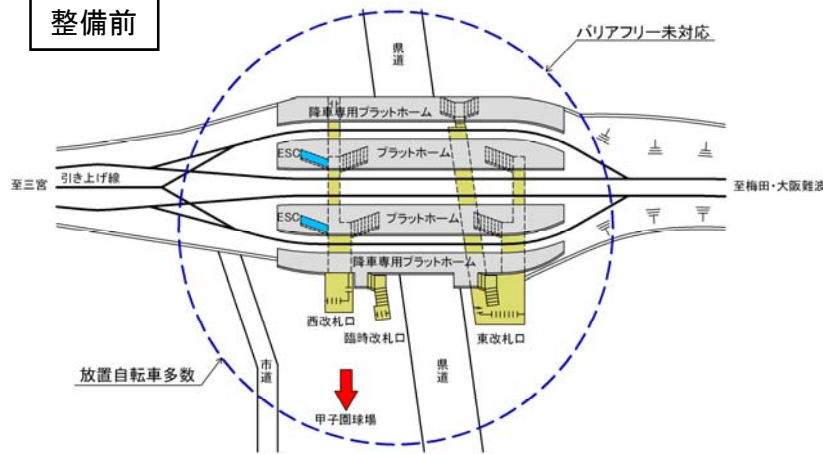 整備前
バリアフリー未対応
県道
降車専用プラットホーム
ESC
プラットホーム
至三宮
引き上げ線
至梅田・大阪難波
ESC
プラットホーム
降車専用プラットホーム
西改札口
臨時改札口
東改札口
市道
県道
放置自転車多数
甲子園球場